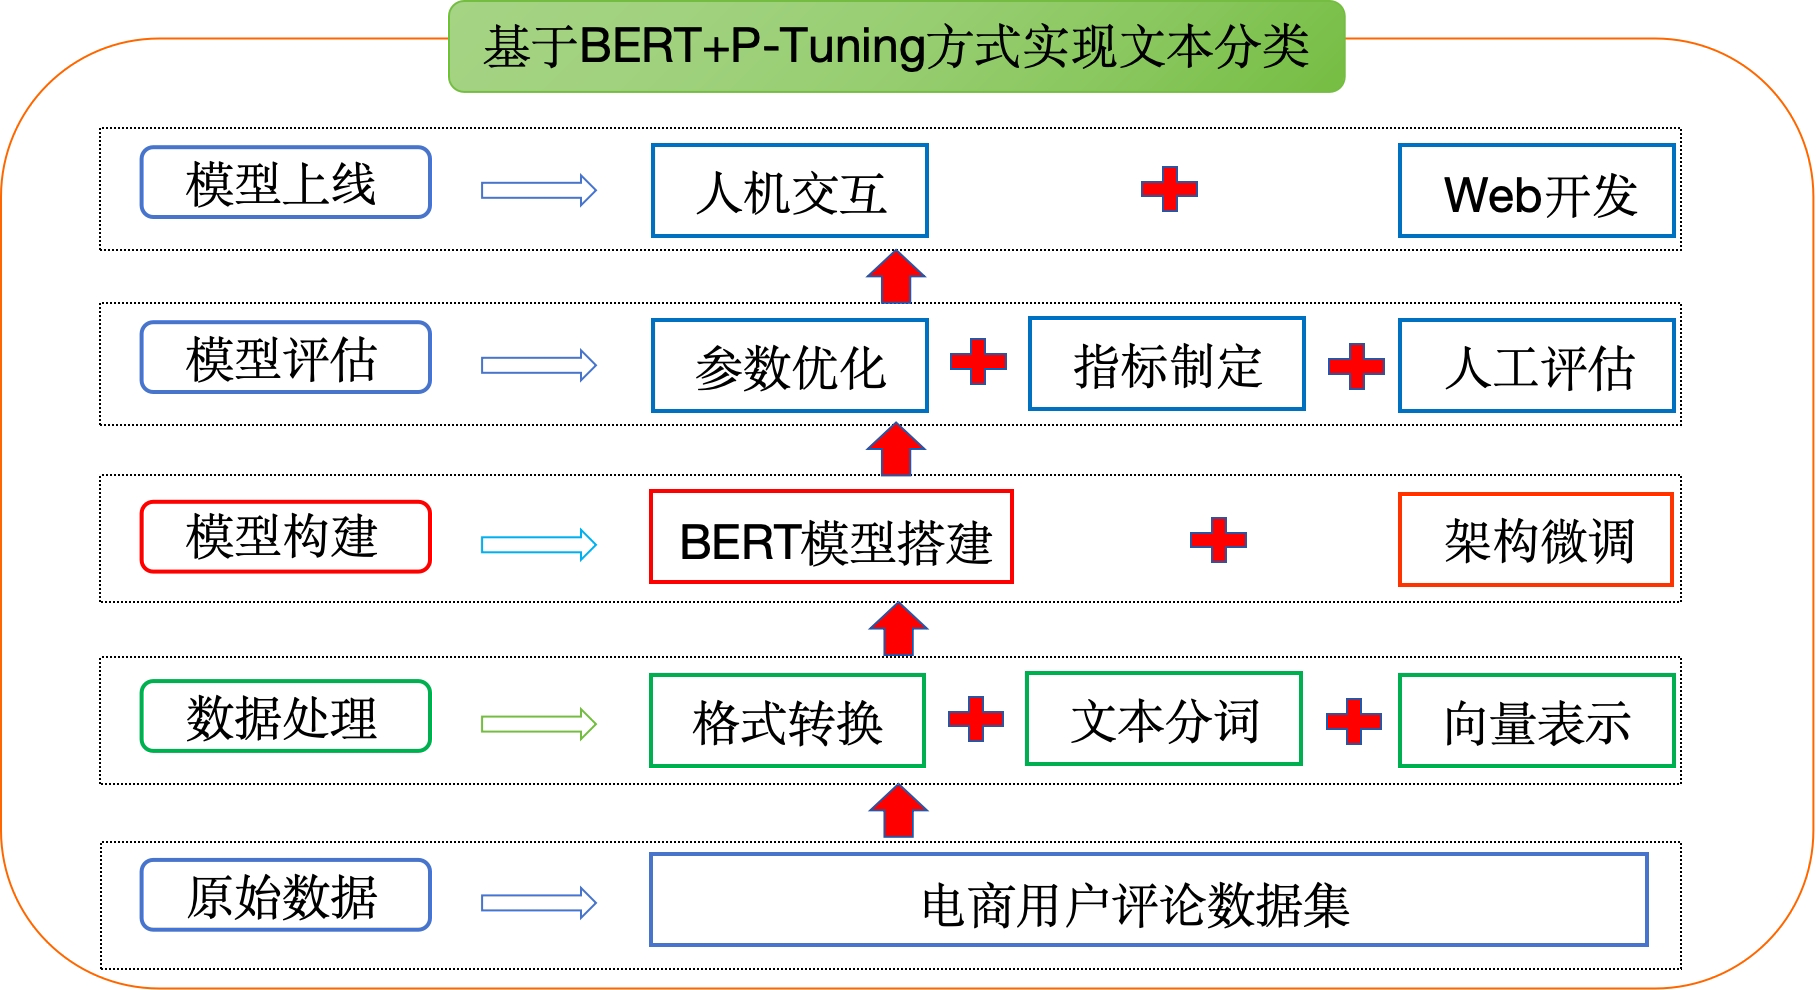 基于BERT+P-Tuning方式实现文本分类
模型上线
人机交互
Web开发
模型评估
参数优化
指标制定
人工评估
模型构建
BERT模型搭建
架构微调
数据处理
格式转换
文本分词
向量表示
原始数据
电商用户评论数据集